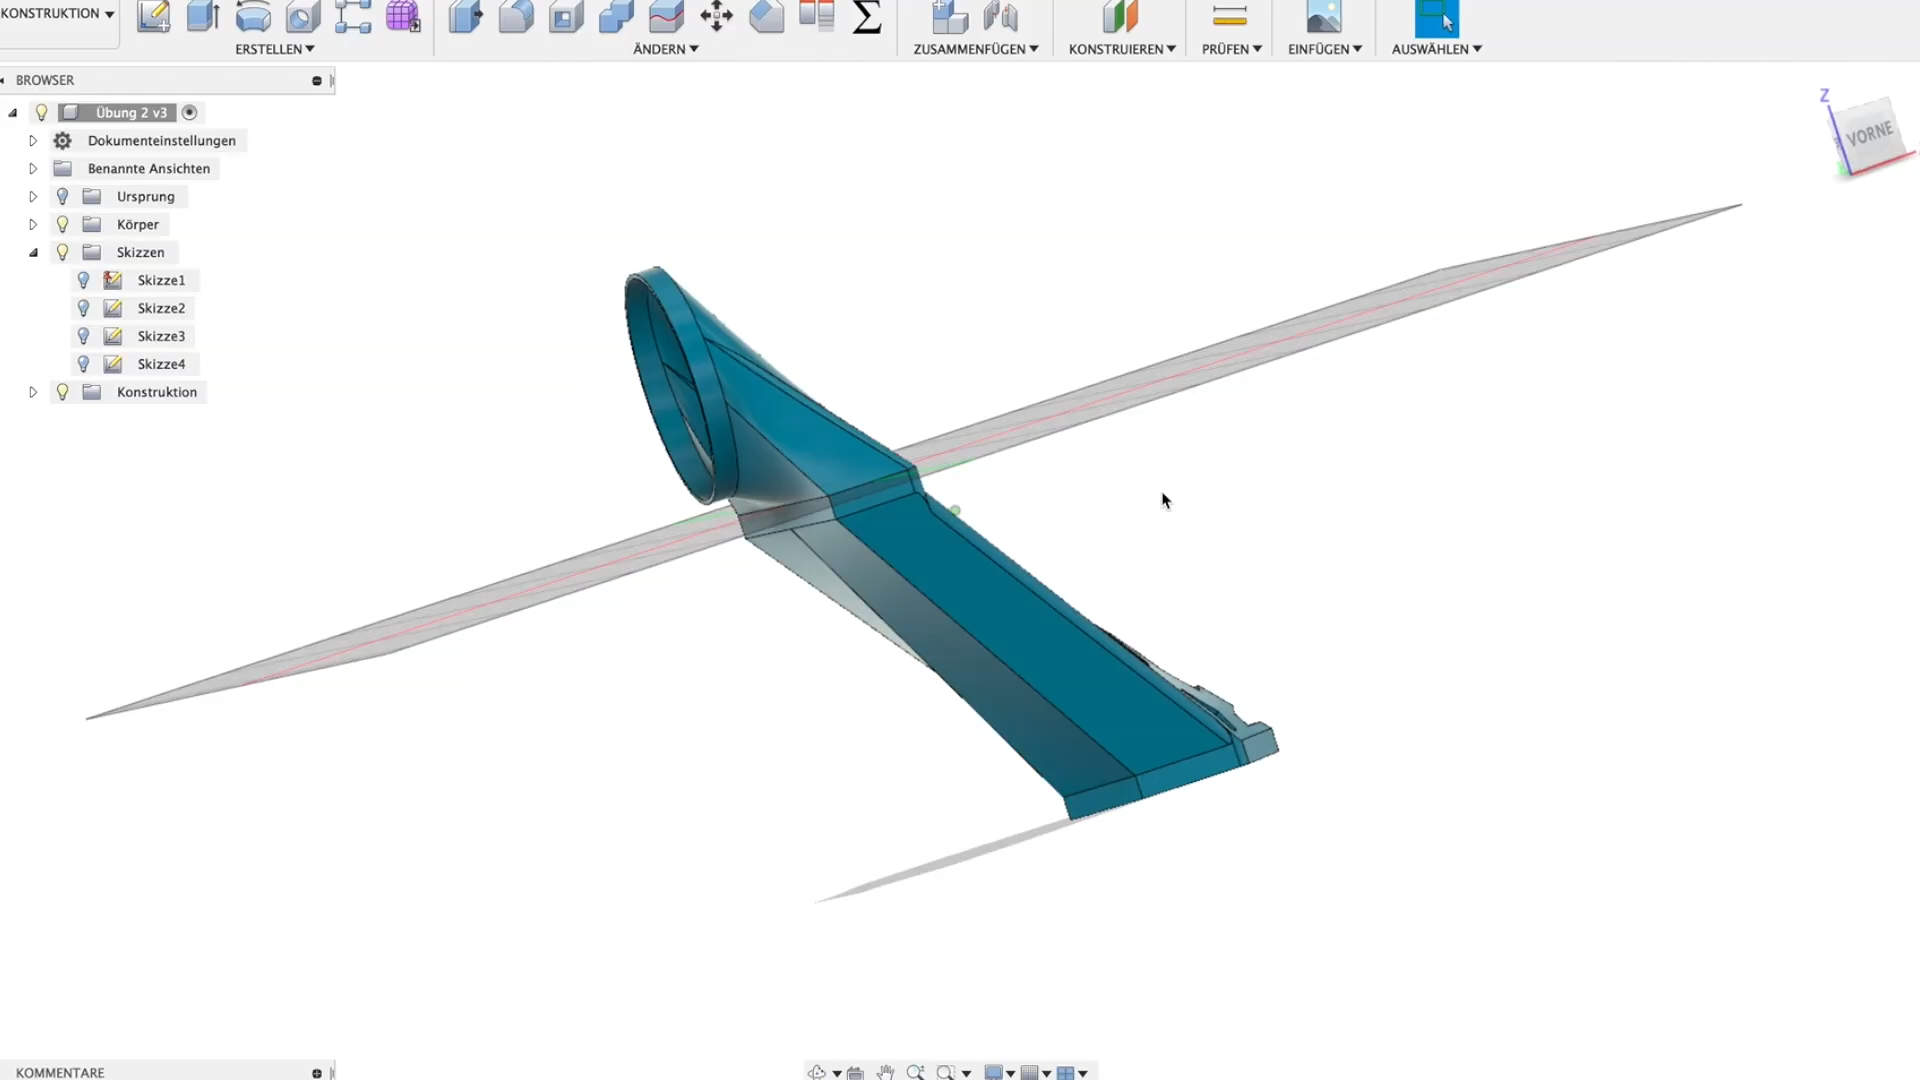 KONSTRUKTION
ERSTELLEN
ÄNDERN
ZUSAMMENFÜGEN
KONSTRUIEREN
PRÜFEN
EINFÜGEN
AUSWÄHLEN
BROWSER
Übung 2 v3
Dokumenteinstellungen
Benannte Ansichten
Ursprung
Körper
Skizzen
Skizze1
Skizze2
Skizze3
Skizze4
Konstruktion
Z
VORNE
KOMMENTARE